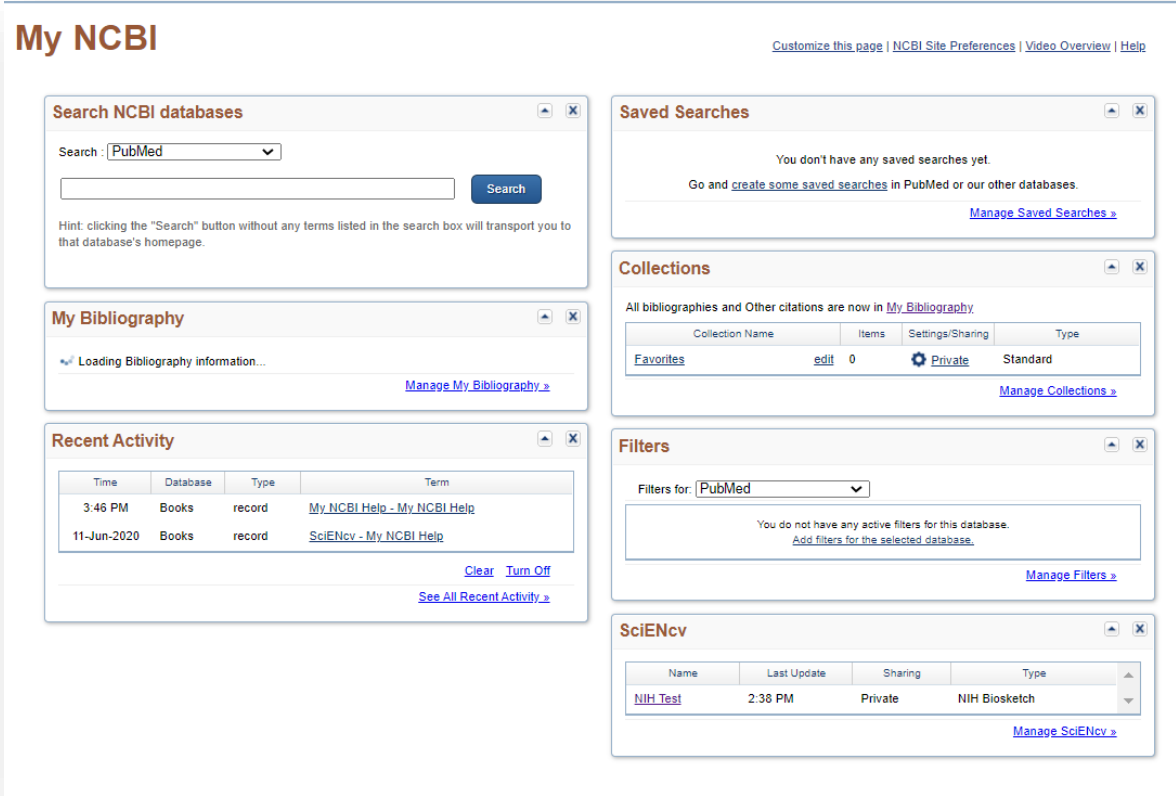 My NCBI
Customize this page | NCBI Site Preferences | Video Overview | Help
Search NCBI databases
Search : PubMed
Search
Hint: clicking the "Search" button without any terms listed in the search box will transport you to
that database's homepage.
My Bibliography
Loading Bibliography information...
Manage My Bibliography »
Recent Activity
Time Database Type Term
3:46 PM Books record My NCBI Help - My NCBI Help
11-Jun-2020 Books record SciENcv - My NCBI Help
Clear Turn Off
See All Recent Activity »
Saved Searches
You don't have any saved searches yet.
Go and create some saved searches in PubMed or our other databases.
Manage Saved Searches »
Collections
All bibliographies and Other citations are now in My Bibliography
Collection Name Items Settings/Sharing Type
Favorites edit 0 Private Standard
Manage Collections »
Filters
Filters for: PubMed
You do not have any active filters for this database.
Add filters for the selected database.
Manage Filters »
SciENcv
Name Last Update Sharing Type
NIH Test 2:38 PM Private NIH Biosketch
Manage SciENcv »